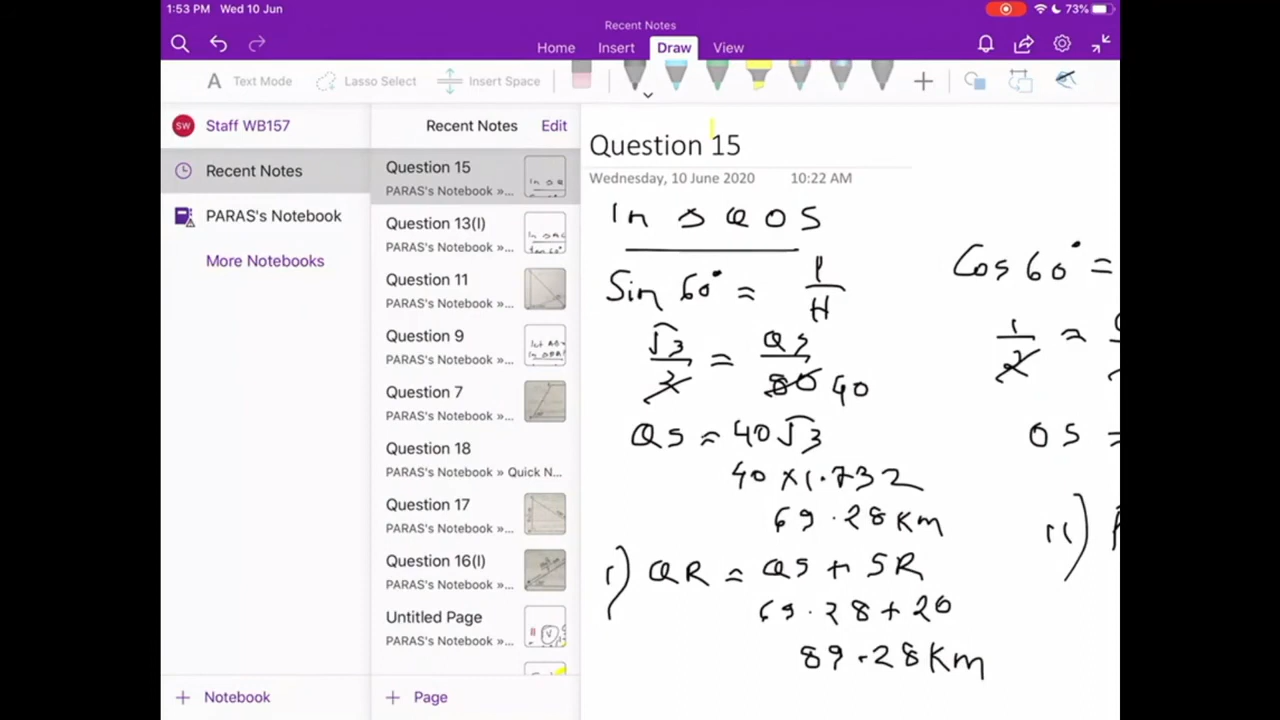 1:53 PM Wed 10 Jun
73%
Recent Notes
Home Insert Draw View
A Text Mode Lasso Select Insert Space
SW Staff WB157
Recent Notes
PARAS's Notebook
More Notebooks
Notebook
Recent Notes Edit
Question 15
PARAS's Notebook »...
Question 13(I)
PARAS's Notebook »...
Question 11
PARAS's Notebook »...
Question 9
PARAS's Notebook »...
Question 7
PARAS's Notebook »...
Question 18
PARAS's Notebook » Quick N...
Question 17
PARAS's Notebook »...
Question 16(I)
PARAS's Notebook »...
Untitled Page
PARAS's Notebook »...
Page
Question 15
Wednesday, 10 June 2020 10:22 AM
In △ QOS
Sin 60° = P/H
√3/2 = QS/80 40
QS = 40√3
40 × 1.732
69.28 Km
i) QR = QS + SR
69.28 + 20
89.28 Km
Cos 60° =
1/2 =
OS =
ii)